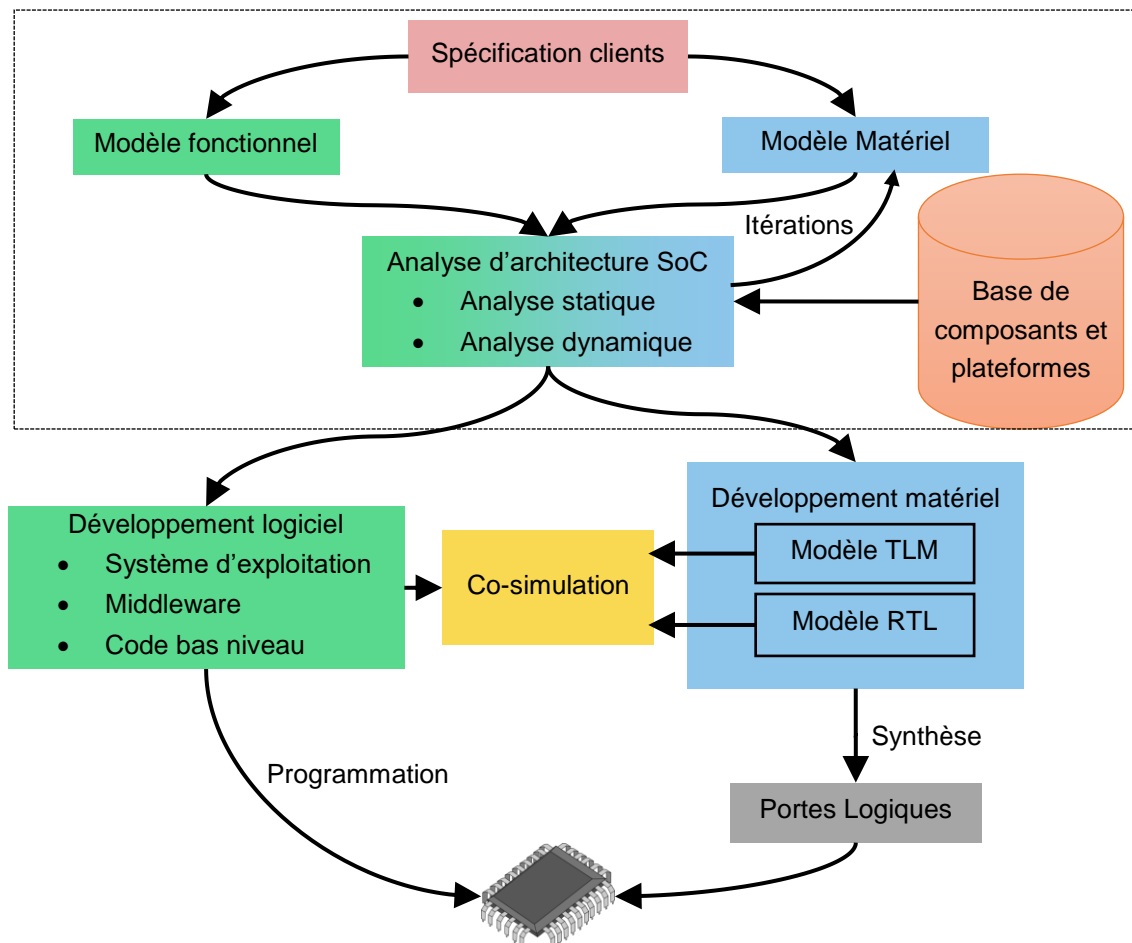 Spécification clients
Modèle fonctionnel
Modèle Matériel
Itérations
Analyse d'architecture SoC
• Analyse statique
• Analyse dynamique
Base de
composants et
plateformes
Développement logiciel
• Système d'exploitation
• Middleware
• Code bas niveau
Co-simulation
Développement matériel
Modèle TLM
Modèle RTL
Synthèse
Programmation
Portes Logiques